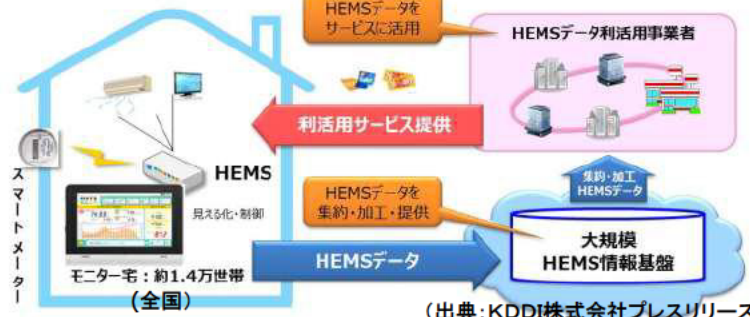 HEMSデータを
サービスに活用
HEMSデータ利活用事業者
利活用サービス提供
スマートメーター
HEMS
見える化・制御
HEMSデータを
集約・加工・提供
集約・加工
HEMSデータ
大規模
HEMS情報基盤
HEMSデータ
モニター宅：約1.4万世帯
(全国)
(出典：KDDI株式会社プレスリリース